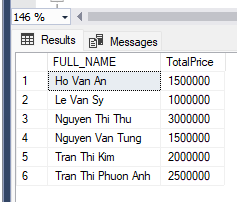 146 %
Results Messages
FULL_NAME TotalPrice
1 Ho Van An 1500000
2 Le Van Sy 1000000
3 Nguyen Thi Thu 3000000
4 Nguyen Van Tung 1500000
5 Tran Thi Kim 2000000
6 Tran Thi Phuon Anh 2500000